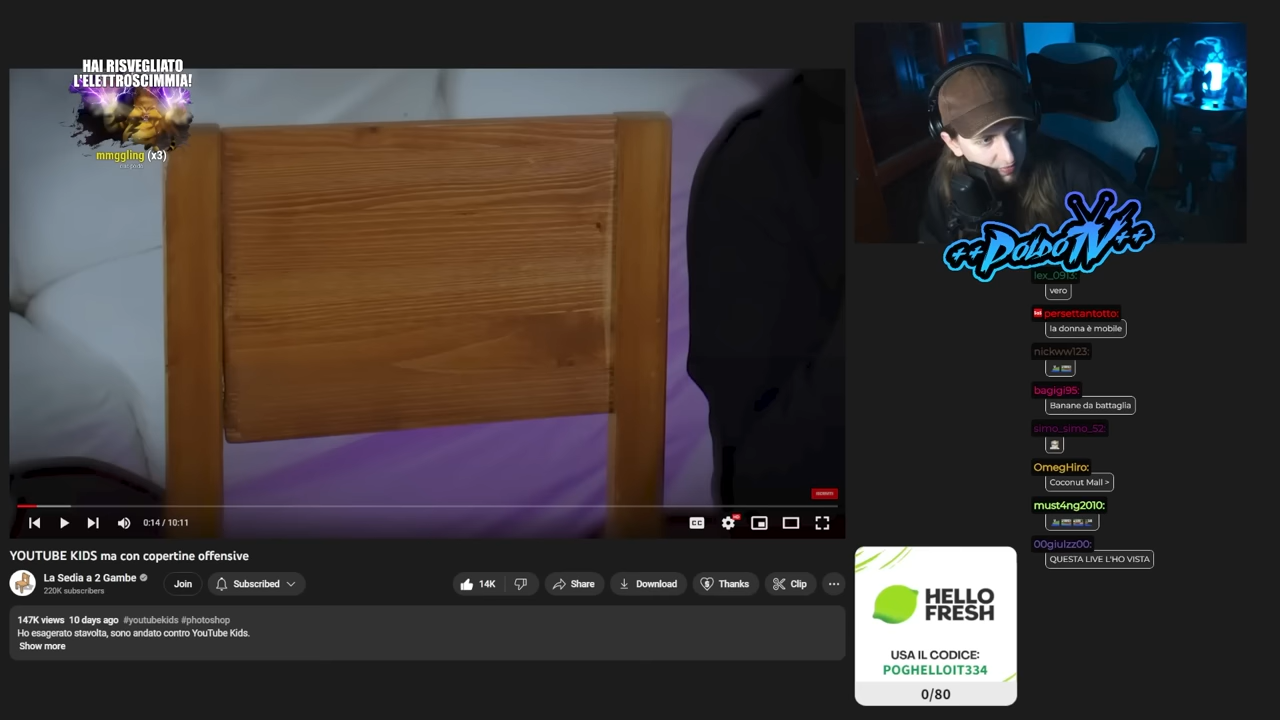 HAI RISVEGLIATO
L'ELETTROSCIMMIA!
mmggling (x3)
0:14 / 10:11
CC
HD
YOUTUBE KIDS ma con copertine offensive
La Sedia a 2 Gambe
220K subscribers
Join
Subscribed
14K
Share
Download
Thanks
Clip
147K views 10 days ago #youtubekids #photoshop
Ho esagerato stavolta, sono andato contro YouTube Kids.
Show more
++POLDOTV++
lex_0913:
vero
persettantotto:
la donna è mobile
nickww123:
bagigi95:
Banane da battaglia
simo_simo_52:
OmegHiro:
Coconut Mall >
must4ng2010:
00giulzz00:
QUESTA LIVE L'HO VISTA
HELLO
FRESH
USA IL CODICE:
POGHELLOIT334
0/80